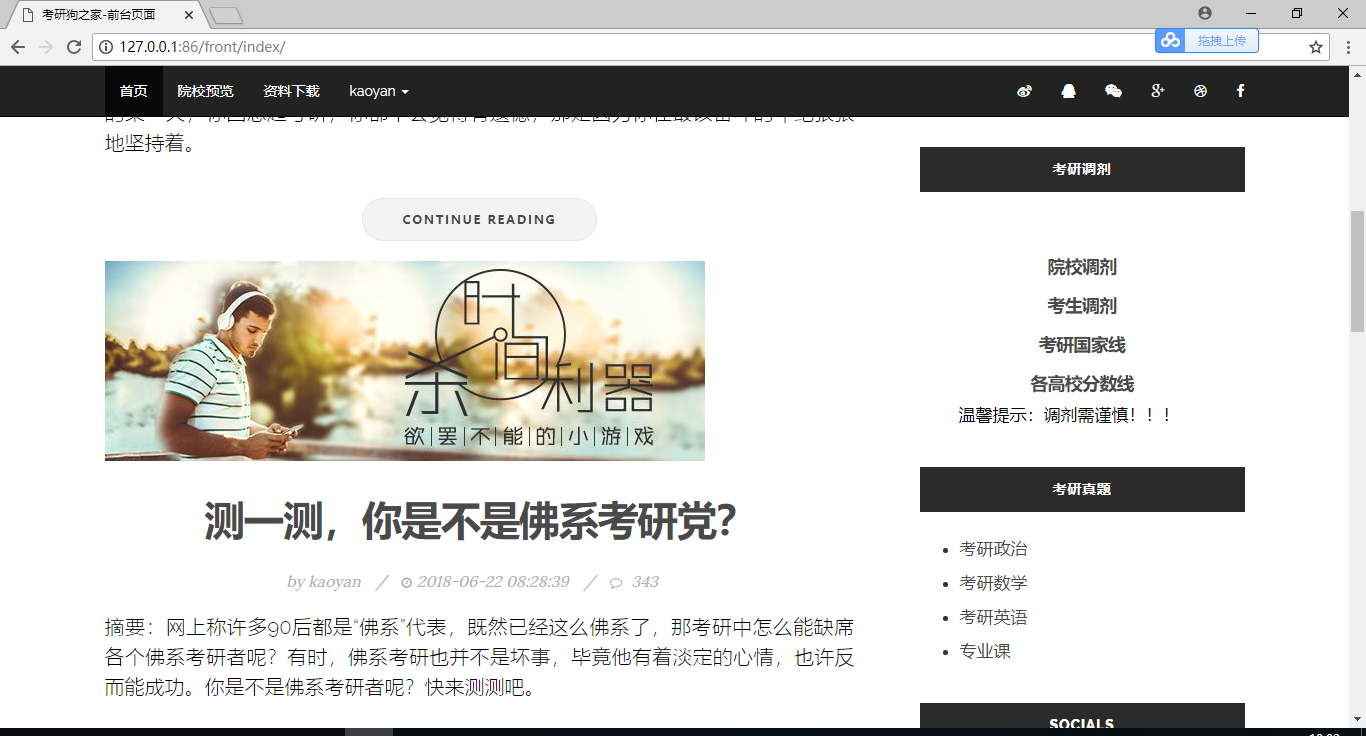 考研狗之家-前台页面
127.0.0.1:86/front/index/
拖拽上传
首页 院校预览 资料下载 kaoyan
地坚持着。
CONTINUE READING
时间
杀 利器
欲|罢|不|能|的|小|游|戏
测一测，你是不是佛系考研党？
by kaoyan / 2018-06-22 08:28:39 / 343
摘要：网上称许多90后都是“佛系”代表，既然已经这么佛系了，那考研中怎么能缺席
各个佛系考研者呢？有时，佛系考研也并不是坏事，毕竟他有着淡定的心情，也许反
而能成功。你是不是佛系考研者呢？快来测测吧。
考研调剂
院校调剂
考生调剂
考研国家线
各高校分数线
温馨提示：调剂需谨慎！！！
考研真题
考研政治
考研数学
考研英语
专业课
SOCIALS